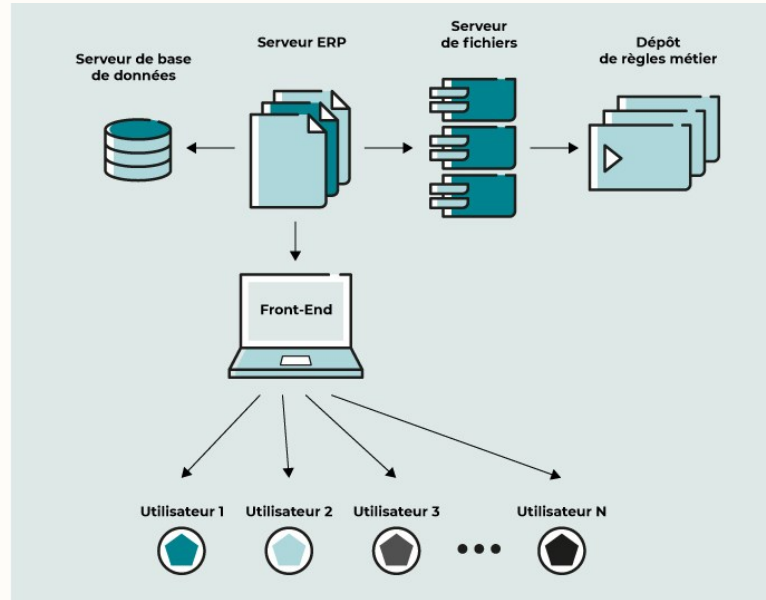 Serveur de base
de données
Serveur ERP
Serveur
de fichiers
Dépôt
de règles métier
Front-End
Utilisateur 1
Utilisateur 2
Utilisateur 3
Utilisateur N